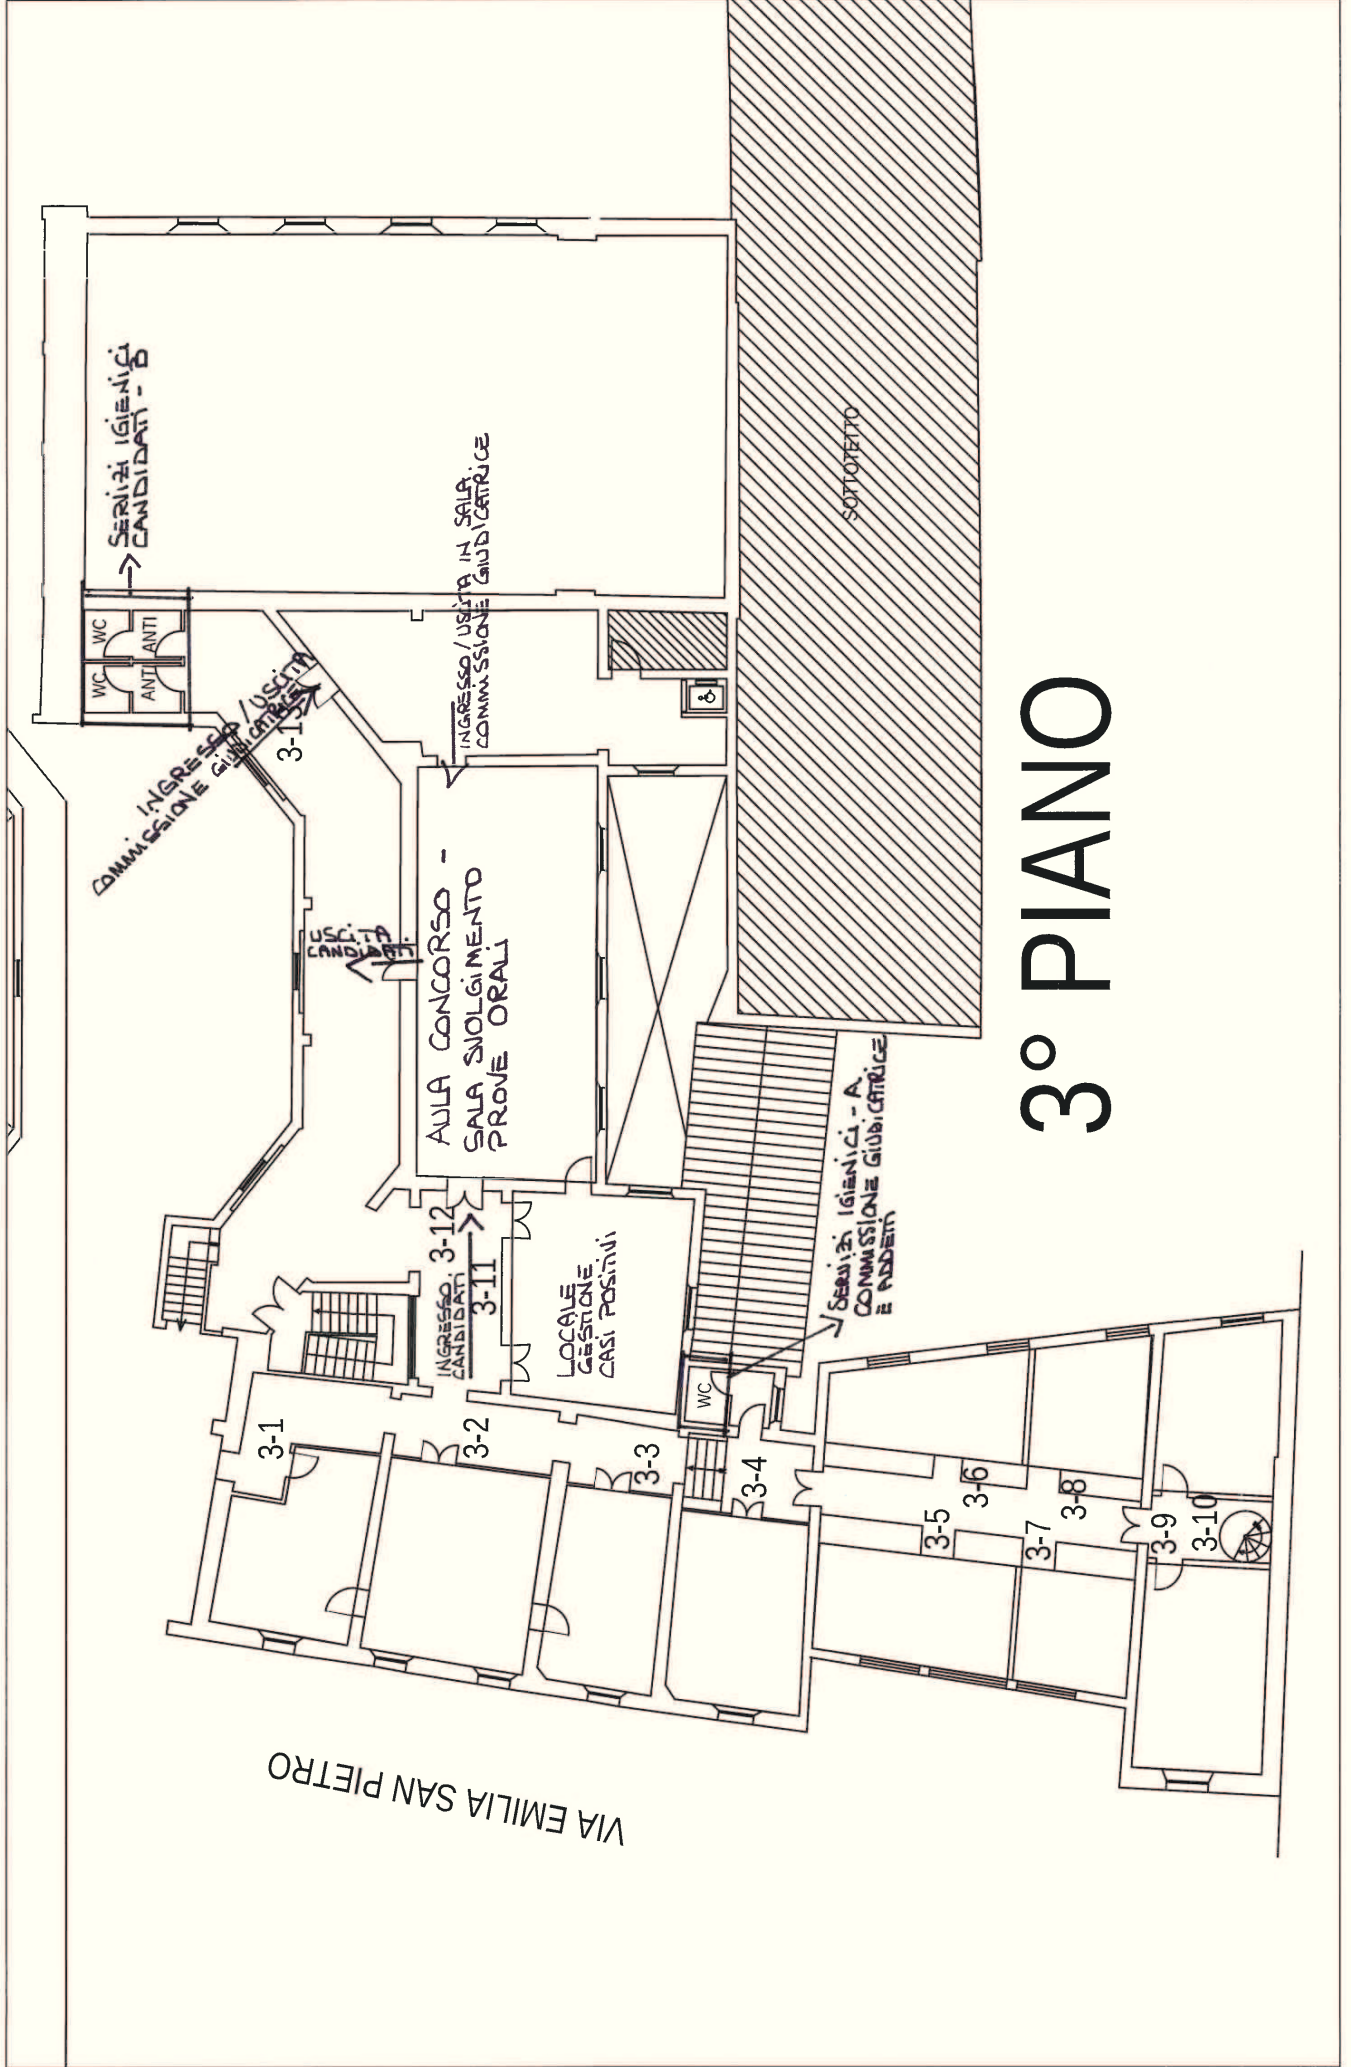 SERVIZI IGIENICI
CANDIDATI - B
WC
WC
ANTI
ANTI
INGRESSO / USCITA
COMMISSIONE GIUDICATRICE
3-13
INGRESSO / USCITA IN SALA
COMMISSIONE GIUDICATRICE
SOTTOTETTO
USCITA
CANDIDATI
AULA CONCORSO -
SALA SVOLGIMENTO
PROVE ORALI
3° PIANO
INGRESSO
CANDIDATI
3-12
3-11
LOCALE
GESTIONE
CASI POSITIVI
SERVIZI IGIENICI - A
COMMISSIONE GIUDICATRICE
E ADDETTI
WC
3-1
3-2
3-3
3-4
3-5
3-6
3-7
3-8
3-9
3-10
VIA EMILIA SAN PIETRO